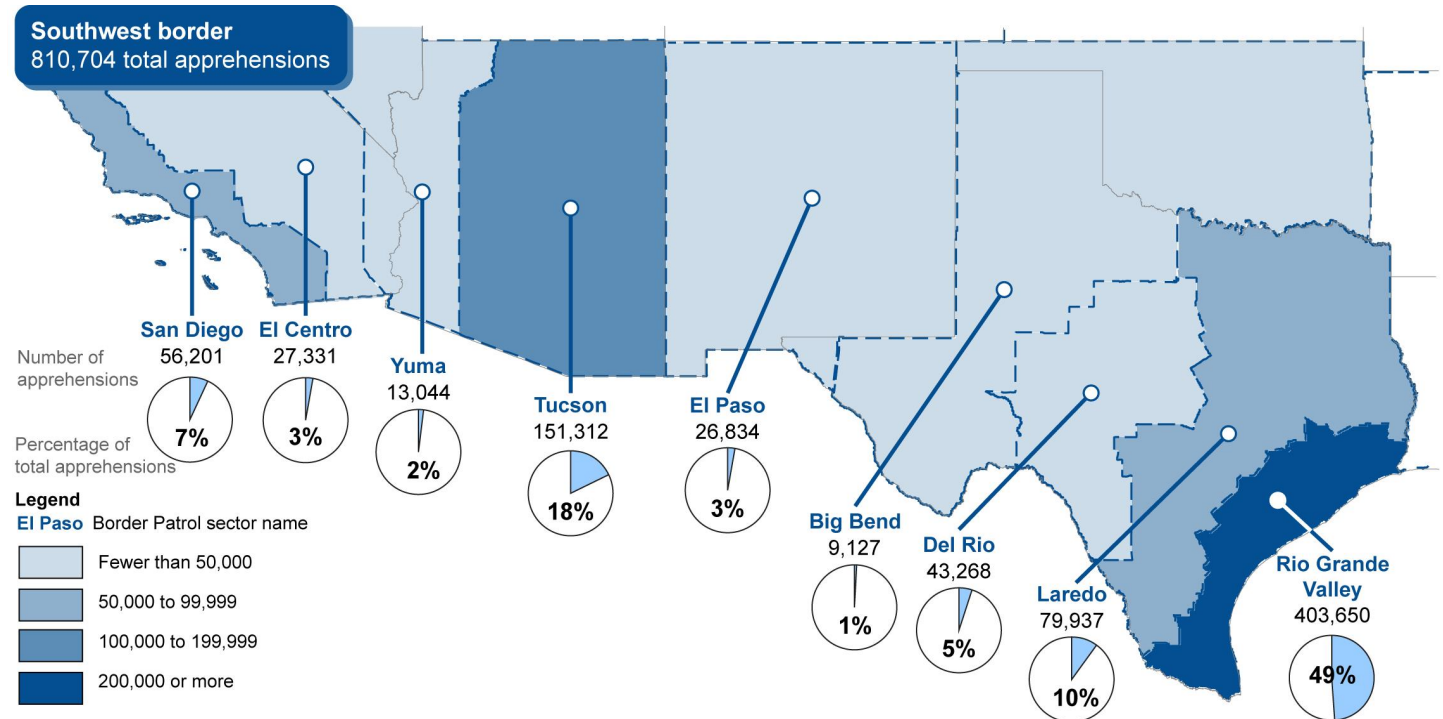 Southwest border
810,704 total apprehensions
San Diego
56,201
7%
El Centro
27,331
3%
Yuma
13,044
2%
Tucson
151,312
18%
El Paso
26,834
3%
Big Bend
9,127
1%
Del Rio
43,268
5%
Laredo
79,937
10%
Rio Grande
Valley
403,650
49%
Number of
apprehensions
Percentage of
total apprehensions
Legend
El Paso Border Patrol sector name
Fewer than 50,000
50,000 to 99,999
100,000 to 199,999
200,000 or more